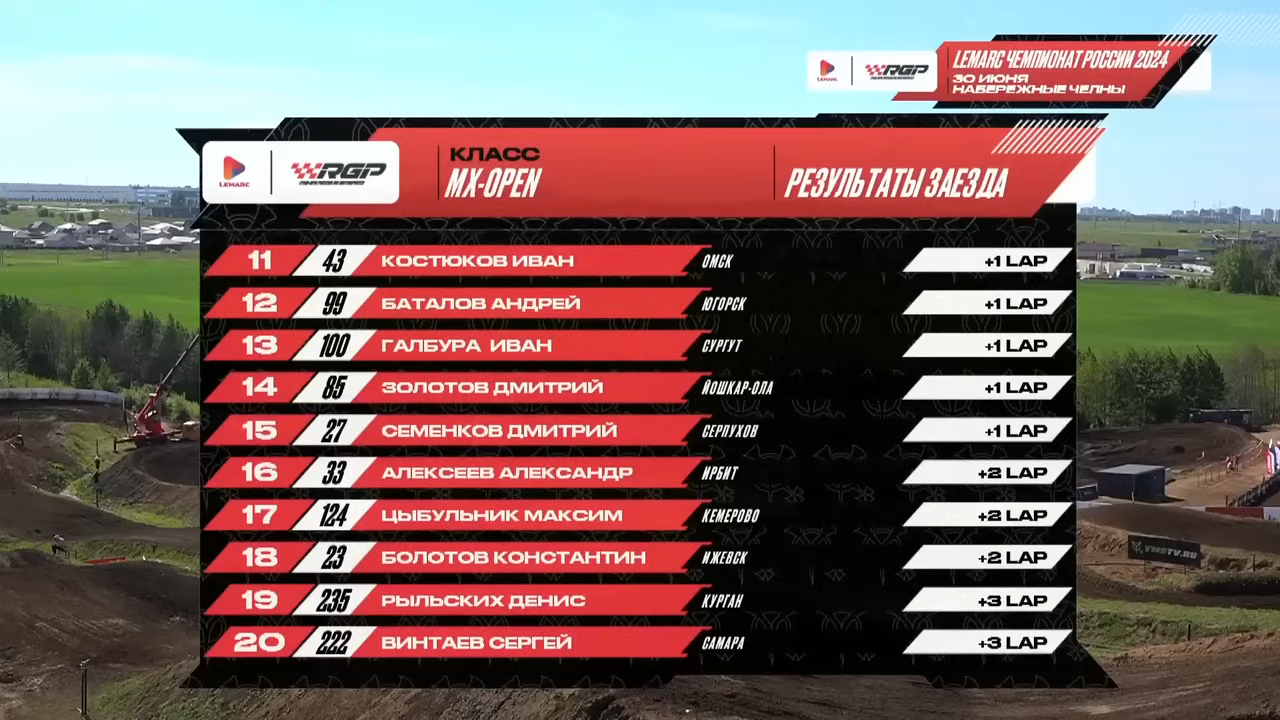 LEMARC
RGP
LEMARC ЧЕМПИОНАТ РОССИИ 2024
30 ИЮНЯ
НАБЕРЕЖНЫЕ ЧЕЛНЫ
LEMARC
RGP
КЛАСС
MX-OPEN
РЕЗУЛЬТАТЫ ЗАЕЗДА
11 43 КОСТЮКОВ ИВАН ОМСК +1 LAP
12 99 БАТАЛОВ АНДРЕЙ ЮГОРСК +1 LAP
13 100 ГАЛБУРА ИВАН СУРГУТ +1 LAP
14 85 ЗОЛОТОВ ДМИТРИЙ ЙОШКАР-ОЛА +1 LAP
15 27 СЕМЕНКОВ ДМИТРИЙ СЕРПУХОВ +1 LAP
16 33 АЛЕКСЕЕВ АЛЕКСАНДР ИРБИТ +2 LAP
17 124 ЦЫБУЛЬНИК МАКСИМ КЕМЕРОВО +2 LAP
18 23 БОЛОТОВ КОНСТАНТИН ИЖЕВСК +2 LAP
19 235 РЫЛЬСКИХ ДЕНИС КУРГАН +3 LAP
20 222 ВИНТАЕВ СЕРГЕЙ САМАРА +3 LAP
VMSTV.RU